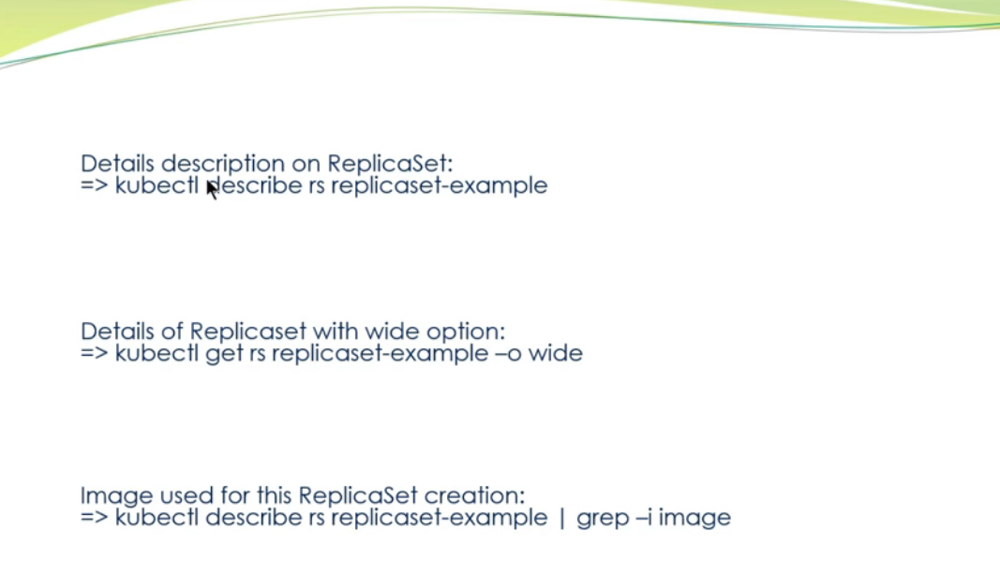 Details description on ReplicaSet:
=> kubectl describe rs replicaset-example
Details of Replicaset with wide option:
=> kubectl get rs replicaset-example –o wide
Image used for this ReplicaSet creation:
=> kubectl describe rs replicaset-example | grep –i image